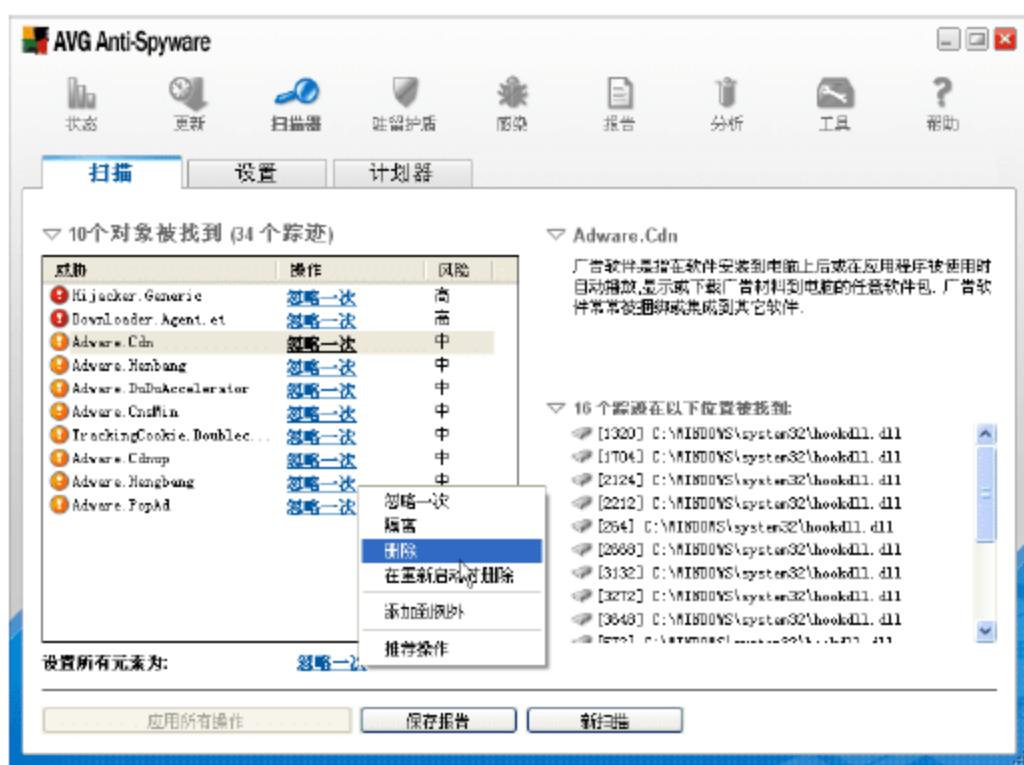 AVG Anti-Spyware
状态 更新 扫描器 驻留护盾 感染 报告 分析 工具 帮助
扫描 设置 计划器
10个对象被找到 (34 个踪迹)
威胁 操作 风险
Hijacker.Generic 忽略一次 高
Downloader.Agent.et 忽略一次 高
Adware.Cdn 忽略一次 中
Adware.Henbang 忽略一次 中
Adware.DuDuAccelerator 忽略一次 中
Adware.CnsMin 忽略一次 中
TrackingCookie.Doublec... 忽略一次 中
Adware.Cdnup 忽略一次 中
Adware.Hengbang 忽略一次 中
Adware.PopAd 忽略一次
忽略一次
隔离
删除
在重新启动时删除
添加到例外
推荐操作
设置所有元素为: 忽略一次
Adware.Cdn
广告软件是指在软件安装到电脑上后或在应用程序被使用时
自动播放,显示或下载广告材料到电脑的任意软件包. 广告软
件常常被捆绑或集成到其它软件.
16 个踪迹在以下位置被找到:
[1320] C:\WINDOWS\system32\hookdll.dll
[1704] C:\WINDOWS\system32\hookdll.dll
[2124] C:\WINDOWS\system32\hookdll.dll
[2212] C:\WINDOWS\system32\hookdll.dll
[264] C:\WINDOWS\system32\hookdll.dll
[2668] C:\WINDOWS\system32\hookdll.dll
[3132] C:\WINDOWS\system32\hookdll.dll
[3272] C:\WINDOWS\system32\hookdll.dll
[3648] C:\WINDOWS\system32\hookdll.dll
应用所有操作 保存报告 新扫描